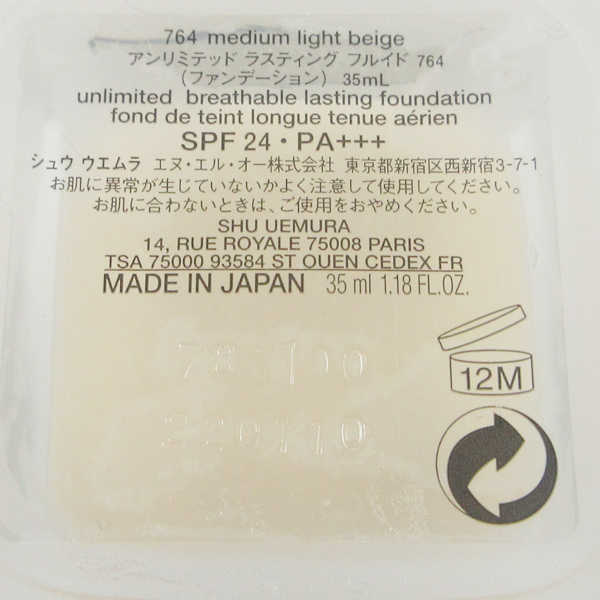 764 medium light beige
アンリミテッド ラスティング フルイド 764
（ファンデーション） 35mL
unlimited breathable lasting foundation
fond de teint longue tenue aérien
SPF 24・PA+++
シュウ ウエムラ エヌ・エル・オー株式会社 東京都新宿区西新宿3-7-1
お肌に異常が生じていないかよく注意して使用してください。
お肌に合わないときは、ご使用をおやめください。
SHU UEMURA
14, RUE ROYALE 75008 PARIS
TSA 75000 93584 ST OUEN CEDEX FR
MADE IN JAPAN 35 ml 1.18 FL.OZ.
12M